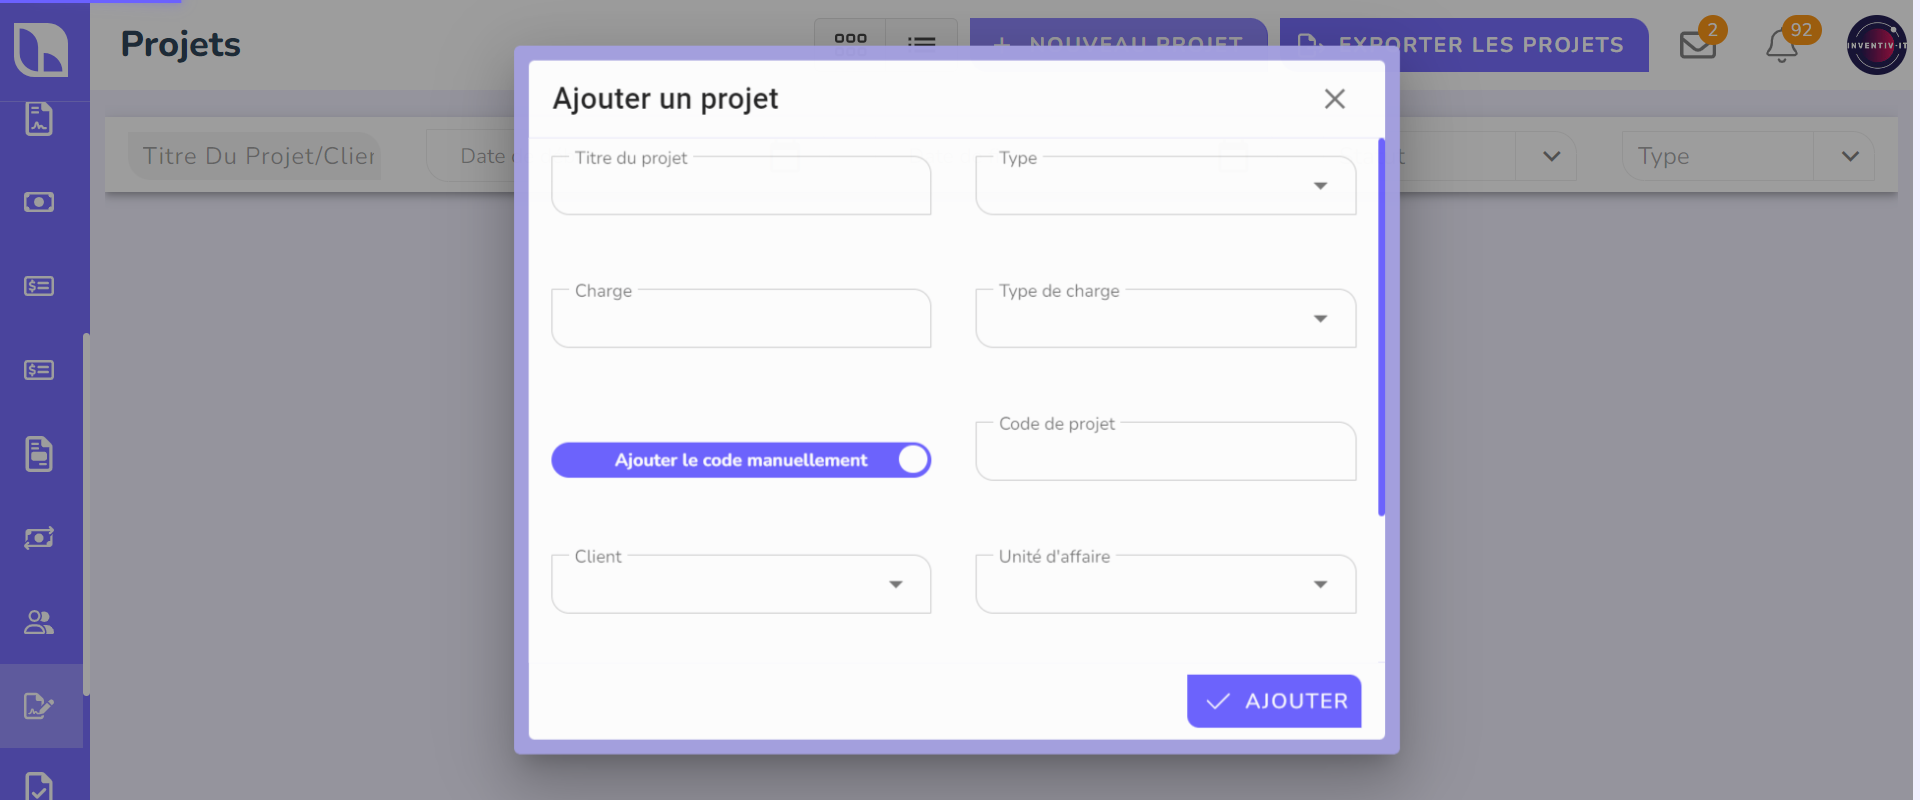 Projets
NOUVEAU PROJET
EXPORTER LES PROJETS
2
92
INVENTIV-IT
Titre Du Projet/Clien
Date
Type
Ajouter un projet
Titre du projet
Type
Charge
Type de charge
Ajouter le code manuellement
Code de projet
Client
Unité d'affaire
AJOUTER